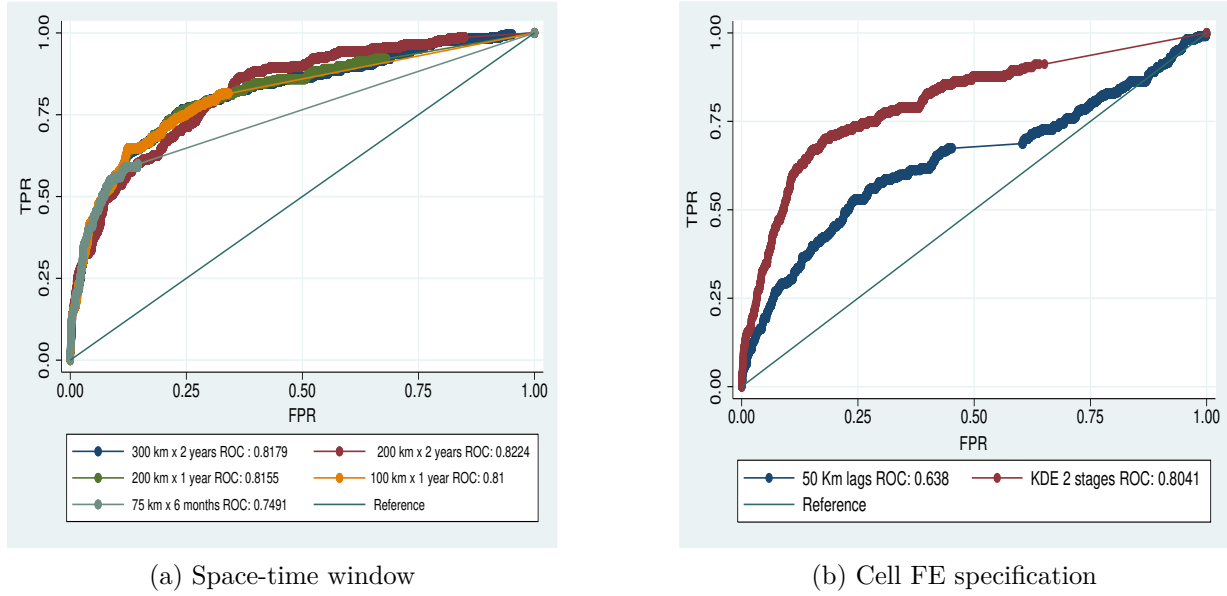 1.00
0.75
0.50
0.25
0.00
TPR
0.00 0.25 0.50 0.75 1.00
FPR
300 km x 2 years ROC : 0.8179 200 km x 2 years ROC: 0.8224
200 km x 1 year ROC: 0.8155 100 km x 1 year ROC: 0.81
75 km x 6 months ROC: 0.7491 Reference
(a) Space-time window
1.00
0.75
0.50
0.25
0.00
TPR
0.00 0.25 0.50 0.75 1.00
FPR
50 Km lags ROC: 0.638 KDE 2 stages ROC: 0.8041
Reference
(b) Cell FE specification